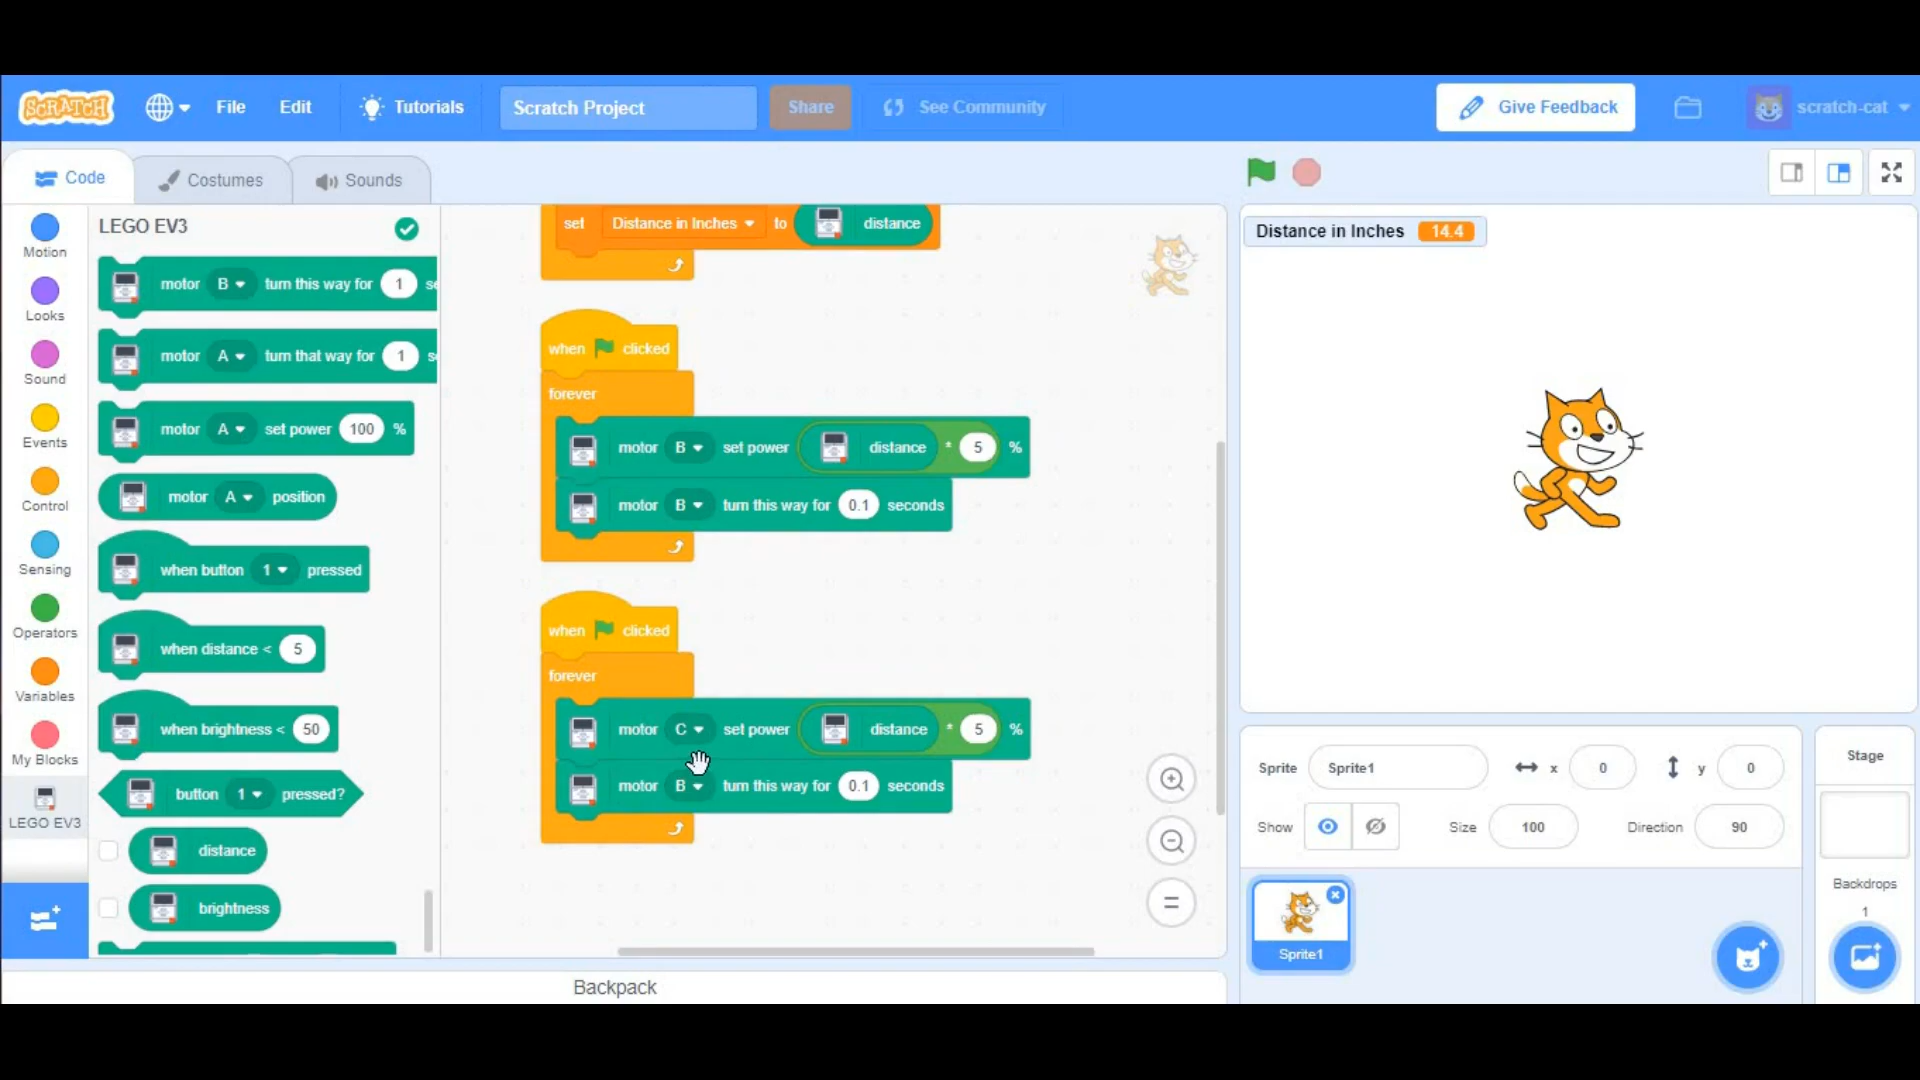 SCRATCH File Edit Tutorials Scratch Project Share See Community Give Feedback scratch-cat
Code Costumes Sounds
Motion
Looks
Sound
Events
Control
Sensing
Operators
Variables
My Blocks
LEGO EV3
LEGO EV3
motor B turn this way for 1 se
motor A turn that way for 1 s
motor A set power 100 %
motor A position
when button 1 pressed
when distance < 5
when brightness < 50
button 1 pressed?
distance
brightness
set Distance in Inches to distance
when clicked
forever
motor B set power distance * 5 %
motor B turn this way for 0.1 seconds
when clicked
forever
motor C set power distance * 5 %
motor B turn this way for 0.1 seconds
Backpack
Distance in Inches 14.4
Sprite Sprite1 x 0 y 0
Show Size 100 Direction 90
Sprite1
Stage
Backdrops
1